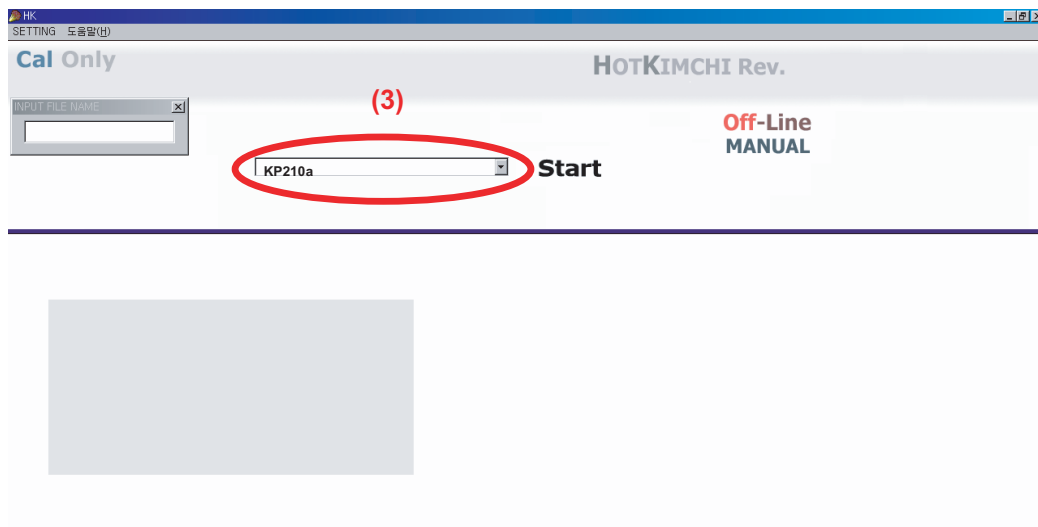 HK
SETTING 도움말(H)
Cal Only
HOTKIMCHI Rev.
INPUT FILE NAME
(3)
Off-Line
MANUAL
KP210a
Start